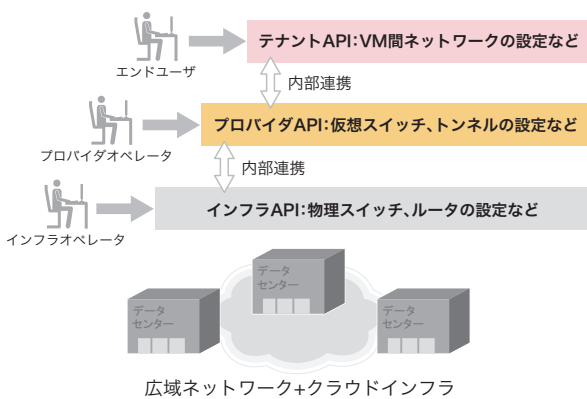 テナントAPI:VM間ネットワークの設定など
エンドユーザ
内部連携
プロバイダAPI:仮想スイッチ、トンネルの設定など
プロバイダオペレータ
内部連携
インフラAPI:物理スイッチ、ルータの設定など
インフラオペレータ
データ
センター
データ
センター
データ
センター
広域ネットワーク+クラウドインフラ